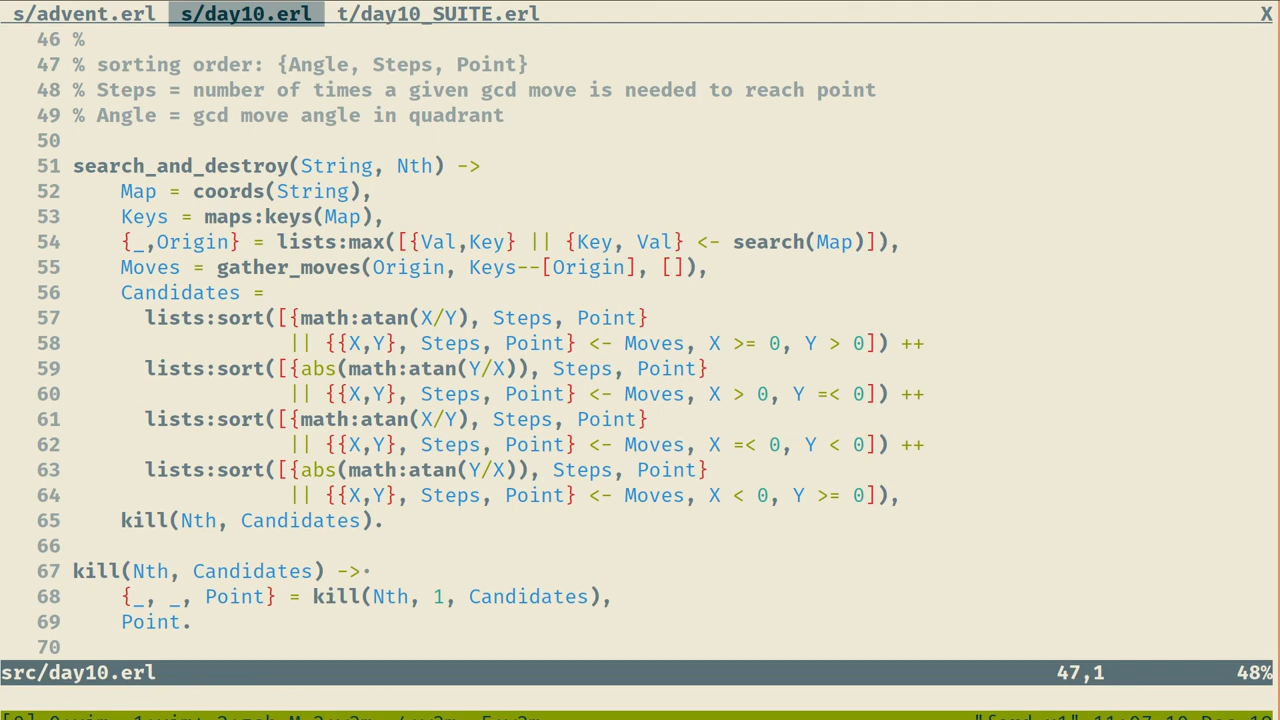 s/advent.erl  s/day10.erl  t/day10_SUITE.erl  X
46 %
47 % sorting order: {Angle, Steps, Point}
48 % Steps = number of times a given gcd move is needed to reach point
49 % Angle = gcd move angle in quadrant
50
51 search_and_destroy(String, Nth) ->
52     Map = coords(String),
53     Keys = maps:keys(Map),
54     {_,Origin} = lists:max([{Val,Key} || {Key, Val} <- search(Map)]),
55     Moves = gather_moves(Origin, Keys--[Origin], []),
56     Candidates =
57       lists:sort([{math:atan(X/Y), Steps, Point}
58                   || {{X,Y}, Steps, Point} <- Moves, X >= 0, Y > 0]) ++
59       lists:sort([{abs(math:atan(Y/X)), Steps, Point}
60                   || {{X,Y}, Steps, Point} <- Moves, X > 0, Y =< 0]) ++
61       lists:sort([{math:atan(X/Y), Steps, Point}
62                   || {{X,Y}, Steps, Point} <- Moves, X =< 0, Y < 0]) ++
63       lists:sort([{abs(math:atan(Y/X)), Steps, Point}
64                   || {{X,Y}, Steps, Point} <- Moves, X < 0, Y >= 0]),
65     kill(Nth, Candidates).
66
67 kill(Nth, Candidates) ->·
68     {_, _, Point} = kill(Nth, 1, Candidates),
69     Point.
70
src/day10.erl  47,1  48%